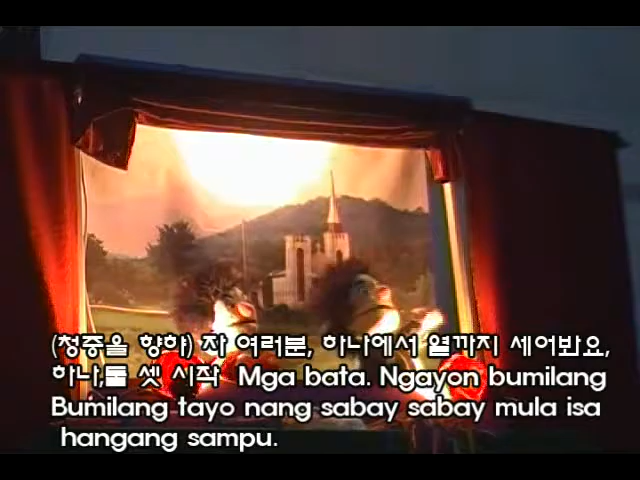 (청중을 향햐) 자 여러분, 하나에서 열까지 세어봐요,
하나,둘 셋 시작 Mga bata. Ngayon bumilang
Bumilang tayo nang sabay sabay mula isa
hangang sampu.